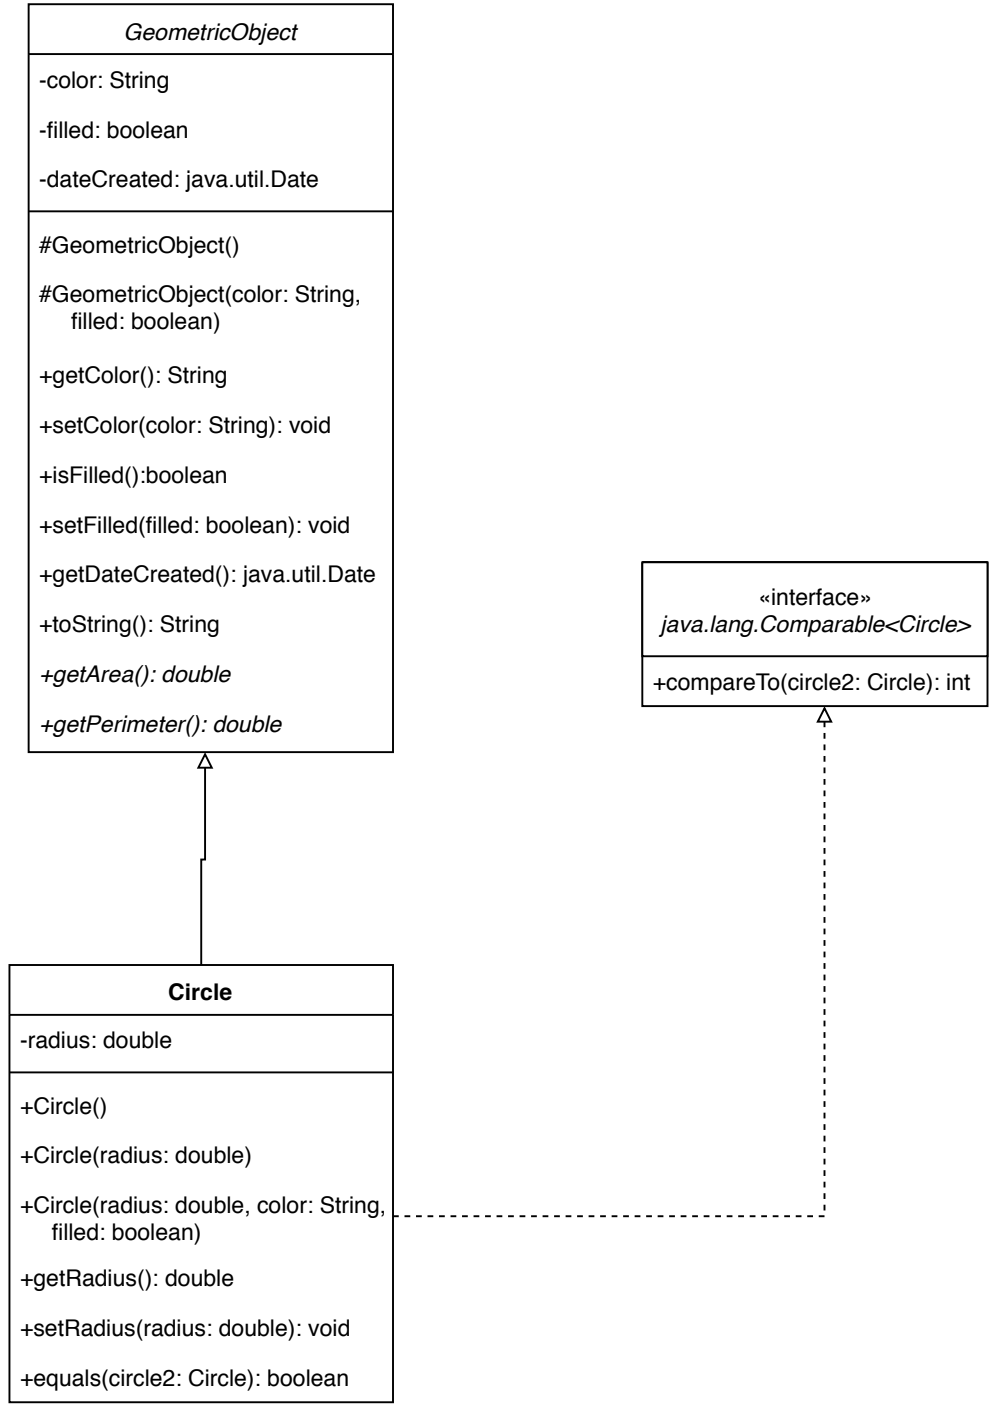 GeometricObject
-color: String
-filled: boolean
-dateCreated: java.util.Date
#GeometricObject()
#GeometricObject(color: String,
filled: boolean)
+getColor(): String
+setColor(color: String): void
+isFilled():boolean
+setFilled(filled: boolean): void
+getDateCreated(): java.util.Date
+toString(): String
+getArea(): double
+getPerimeter(): double
«interface»
java.lang.Comparable<Circle>
+compareTo(circle2: Circle): int
Circle
-radius: double
+Circle()
+Circle(radius: double)
+Circle(radius: double, color: String,
filled: boolean)
+getRadius(): double
+setRadius(radius: double): void
+equals(circle2: Circle): boolean